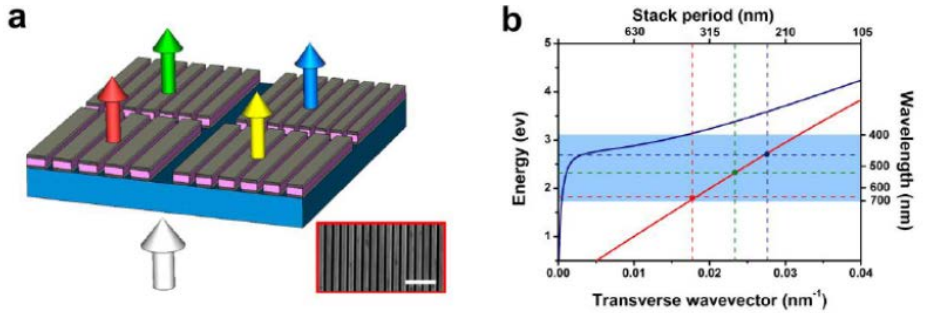 a
b
Stack period (nm)
630 315 210 105
5
4
3
2
1
Energy (ev)
400
500
600
700
Wavelength (nm)
0.00 0.01 0.02 0.03 0.04
Transverse wavevector (nm⁻¹)